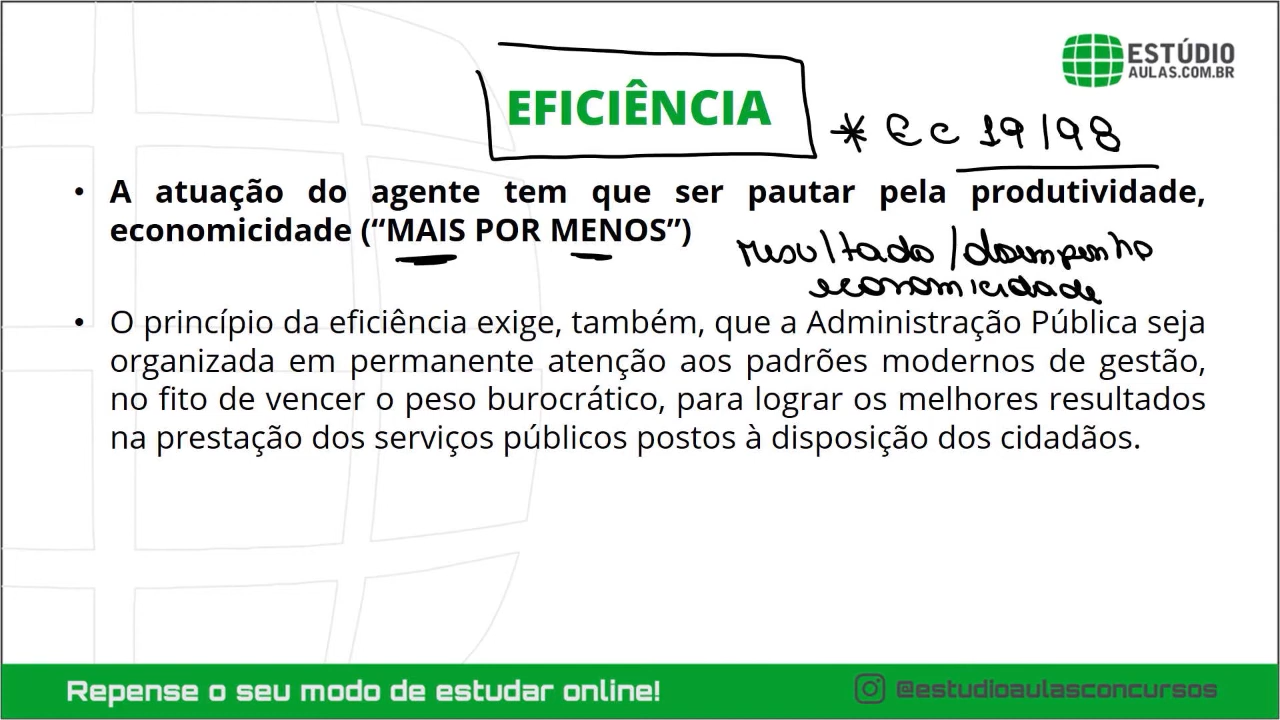 ESTÚDIO
AULAS.COM.BR
EFICIÊNCIA
* EC 19/98
• A atuação do agente tem que ser pautar pela produtividade,
economicidade (“MAIS POR MENOS”)
resultado/desempenho
economicidade
• O princípio da eficiência exige, também, que a Administração Pública seja
organizada em permanente atenção aos padrões modernos de gestão,
no fito de vencer o peso burocrático, para lograr os melhores resultados
na prestação dos serviços públicos postos à disposição dos cidadãos.
Repense o seu modo de estudar online!
@estudioaulasconcursos